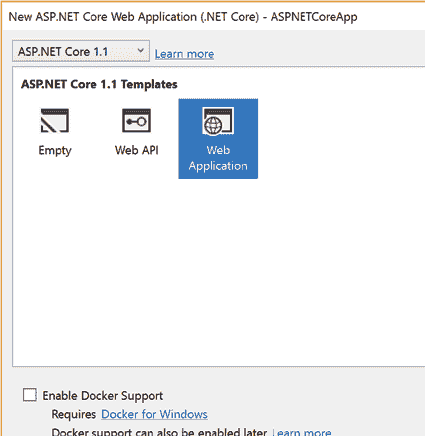 New ASP.NET Core Web Application (.NET Core) - ASPNETCoreApp
ASP.NET Core 1.1 Learn more
ASP.NET Core 1.1 Templates
Empty Web API Web Application
Enable Docker Support
Requires Docker for Windows
Docker support can also be enabled later Learn more